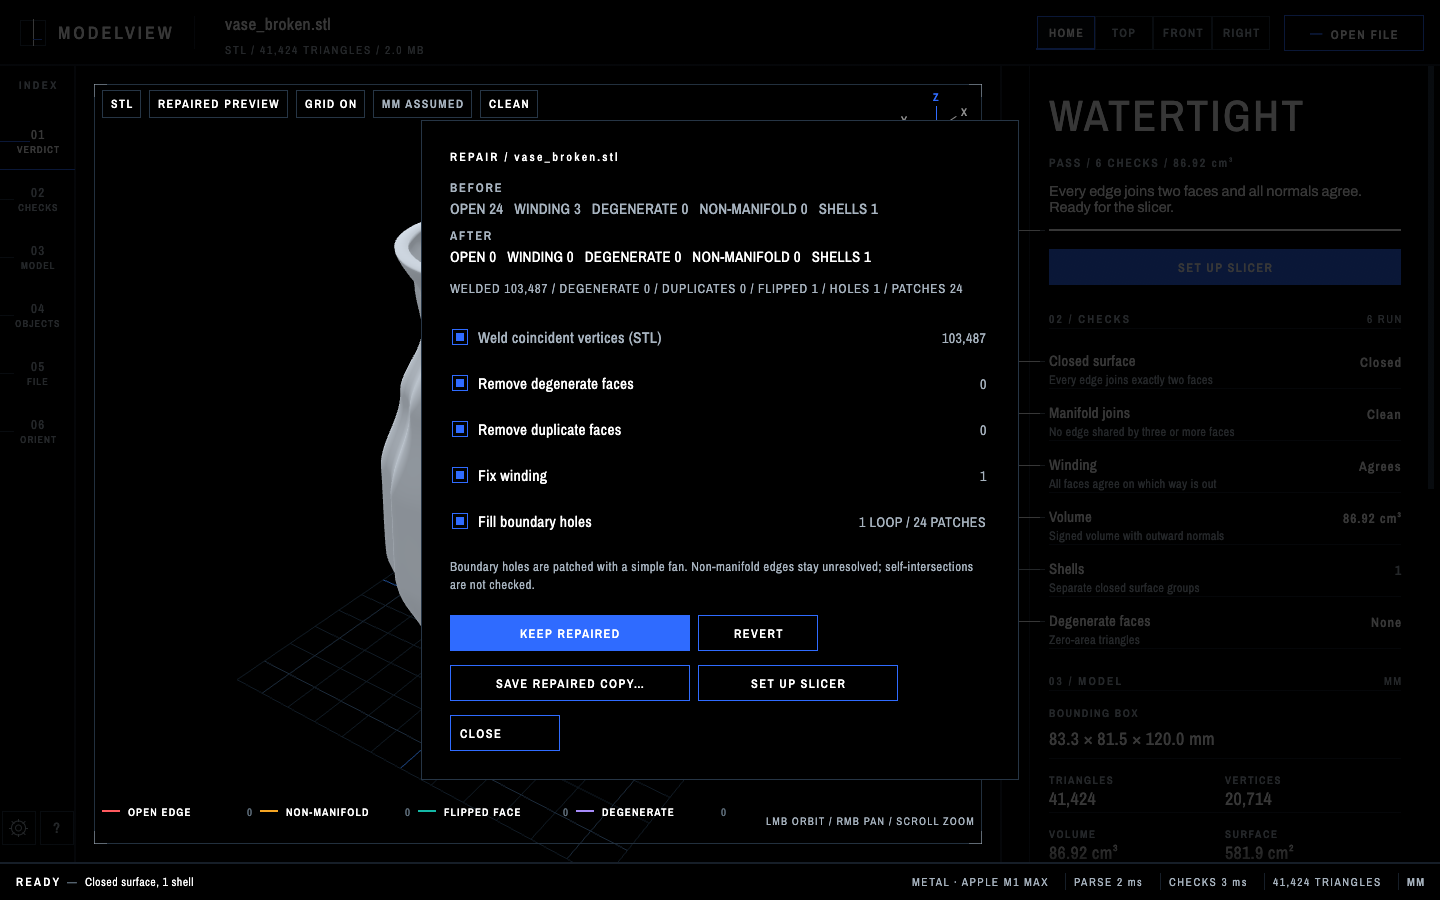 MODELVIEW
vase_broken.stl
STL / 41,424 TRIANGLES / 2.0 MB
HOME
TOP
FRONT
RIGHT
— OPEN FILE
INDEX
01
VERDICT
02
CHECKS
03
MODEL
04
OBJECTS
05
FILE
06
ORIENT
?
STL
REPAIRED PREVIEW
GRID ON
MM ASSUMED
CLEAN
Z
X
REPAIR / vase_broken.stl
BEFORE
OPEN 24 WINDING 3 DEGENERATE 0 NON-MANIFOLD 0 SHELLS 1
AFTER
OPEN 0 WINDING 0 DEGENERATE 0 NON-MANIFOLD 0 SHELLS 1
WELDED 103,487 / DEGENERATE 0 / DUPLICATES 0 / FLIPPED 1 / HOLES 1 / PATCHES 24
Weld coincident vertices (STL) 103,487
Remove degenerate faces 0
Remove duplicate faces 0
Fix winding 1
Fill boundary holes 1 LOOP / 24 PATCHES
Boundary holes are patched with a simple fan. Non-manifold edges stay unresolved; self-intersections
are not checked.
KEEP REPAIRED
REVERT
SAVE REPAIRED COPY...
SET UP SLICER
CLOSE
OPEN EDGE 0
NON-MANIFOLD 0
FLIPPED FACE 0
DEGENERATE 0
LMB ORBIT / RMB PAN / SCROLL ZOOM
WATERTIGHT
PASS / 6 CHECKS / 86.92 cm³
Every edge joins two faces and all normals agree.
Ready for the slicer.
SET UP SLICER
02 / CHECKS 6 RUN
Closed surface Closed
Every edge joins exactly two faces
Manifold joins Clean
No edge shared by three or more faces
Winding Agrees
All faces agree on which way is out
Volume 86.92 cm³
Signed volume with outward normals
Shells 1
Separate closed surface groups
Degenerate faces None
Zero-area triangles
03 / MODEL MM
BOUNDING BOX
83.3 × 81.5 × 120.0 mm
TRIANGLES VERTICES
41,424 20,714
VOLUME SURFACE
86.92 cm³ 581.9 cm²
READY — Closed surface, 1 shell
METAL · APPLE M1 MAX
PARSE 2 ms
CHECKS 3 ms
41,424 TRIANGLES
MM